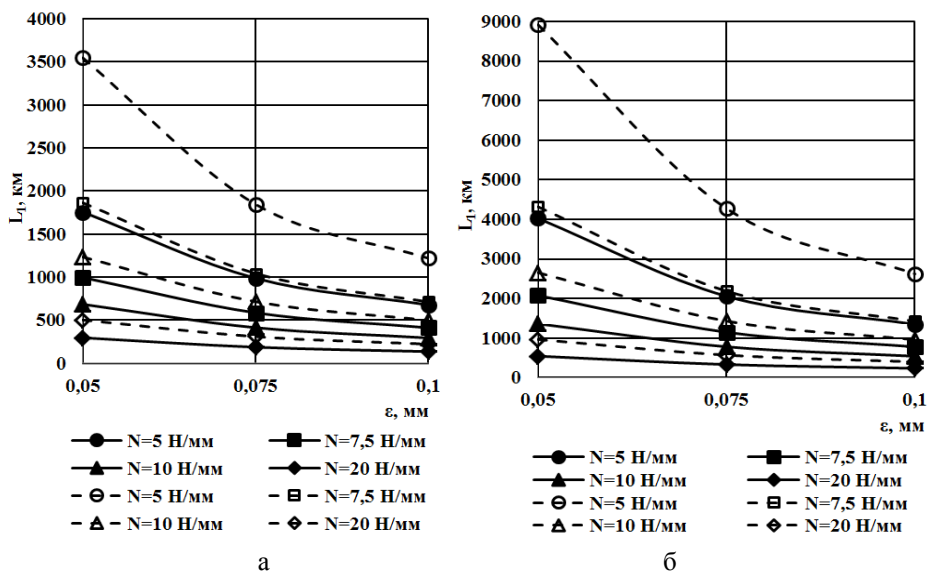 4000
3500
3000
2500
2000
1500
1000
500
0
L1, км
0,05
0,075
0,1
ε, мм
N=5 Н/мм
N=7,5 Н/мм
N=10 Н/мм
N=20 Н/мм
N=5 Н/мм
N=7,5 Н/мм
N=10 Н/мм
N=20 Н/мм
а
9000
8000
7000
6000
5000
4000
3000
2000
1000
0
L1, км
0,05
0,075
0,1
ε, мм
N=5 Н/мм
N=7,5 Н/мм
N=10 Н/мм
N=20 Н/мм
N=5 Н/мм
N=7,5 Н/мм
N=10 Н/мм
N=20 Н/мм
б